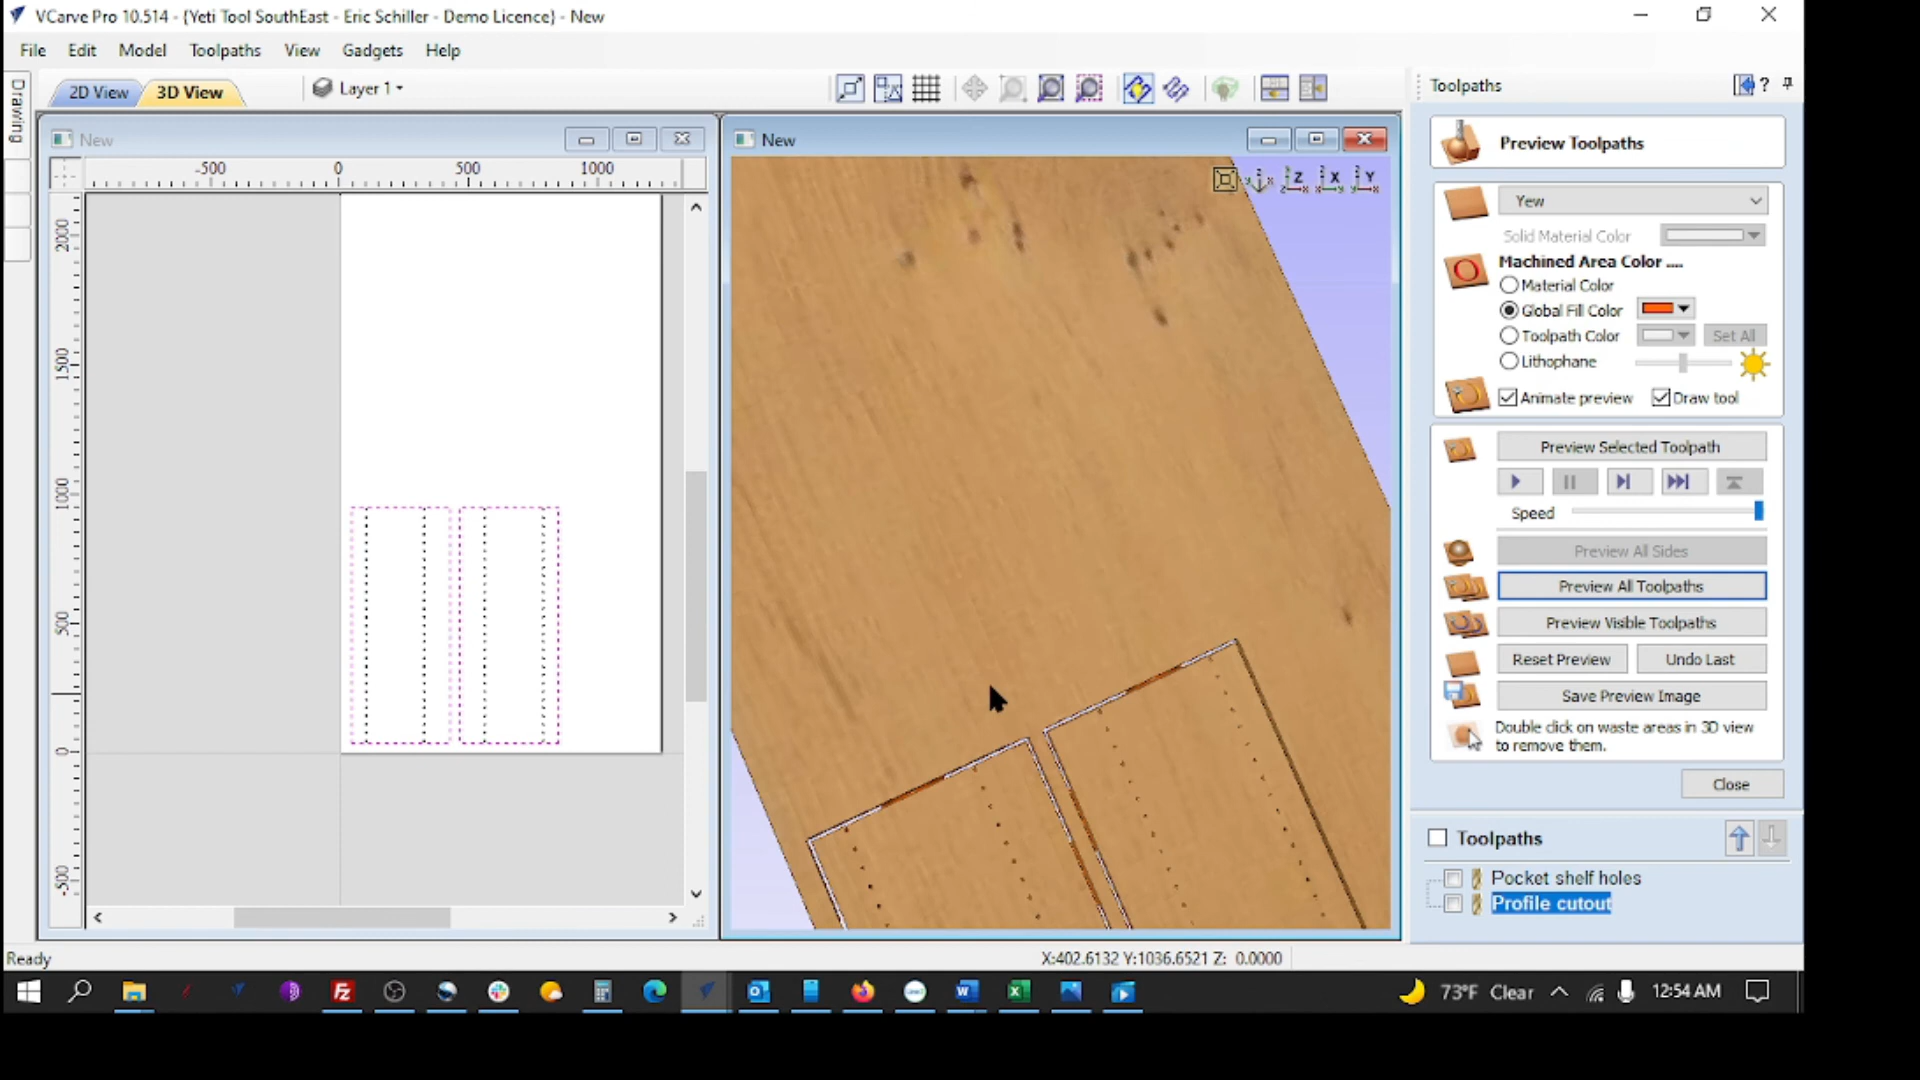 VCarve Pro 10.514 - {Yeti Tool SouthEast - Eric Schiller - Demo Licence} - New
File Edit Model Toolpaths View Gadgets Help
Drawing
2D View 3D View Layer 1
New
-500 0 500 1000
2000
1500
1000
500
0
-500
New
Z X Y
Toolpaths ?
Preview Toolpaths
Yew
Solid Material Color
Machined Area Color ....
Material Color
Global Fill Color
Toolpath Color Set All
Lithophane
Animate preview Draw tool
Preview Selected Toolpath
Speed
Preview All Sides
Preview All Toolpaths
Preview Visible Toolpaths
Reset Preview Undo Last
Save Preview Image
Double click on waste areas in 3D view
to remove them.
Close
Toolpaths
Pocket shelf holes
Profile cutout
Ready X:402.6132 Y:1036.6521 Z: 0.0000
73°F Clear 12:54 AM